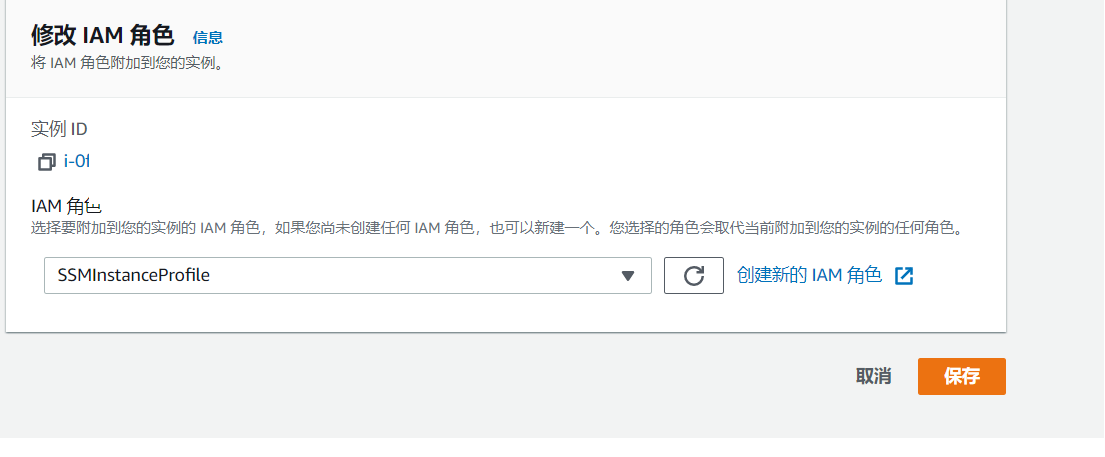 修改 IAM 角色 信息
将 IAM 角色附加到您的实例。
实例 ID
i-0f
IAM 角色
选择要附加到您的实例的 IAM 角色，如果您尚未创建任何 IAM 角色，也可以新建一个。您选择的角色会取代当前附加到您的实例的任何角色。
SSMInstanceProfile 创建新的 IAM 角色
取消 保存